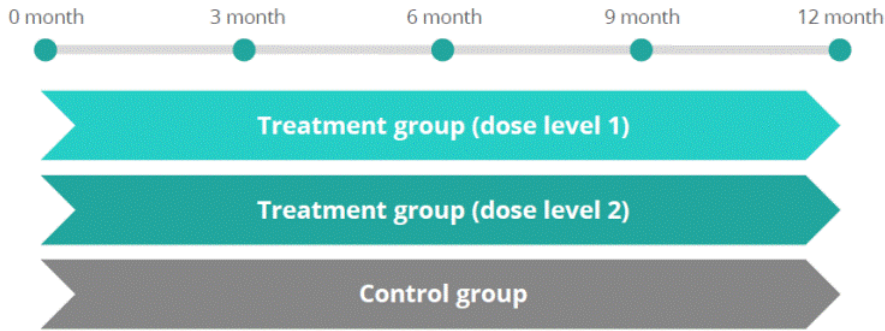 0 month 3 month 6 month 9 month 12 month
Treatment group (dose level 1)
Treatment group (dose level 2)
Control group